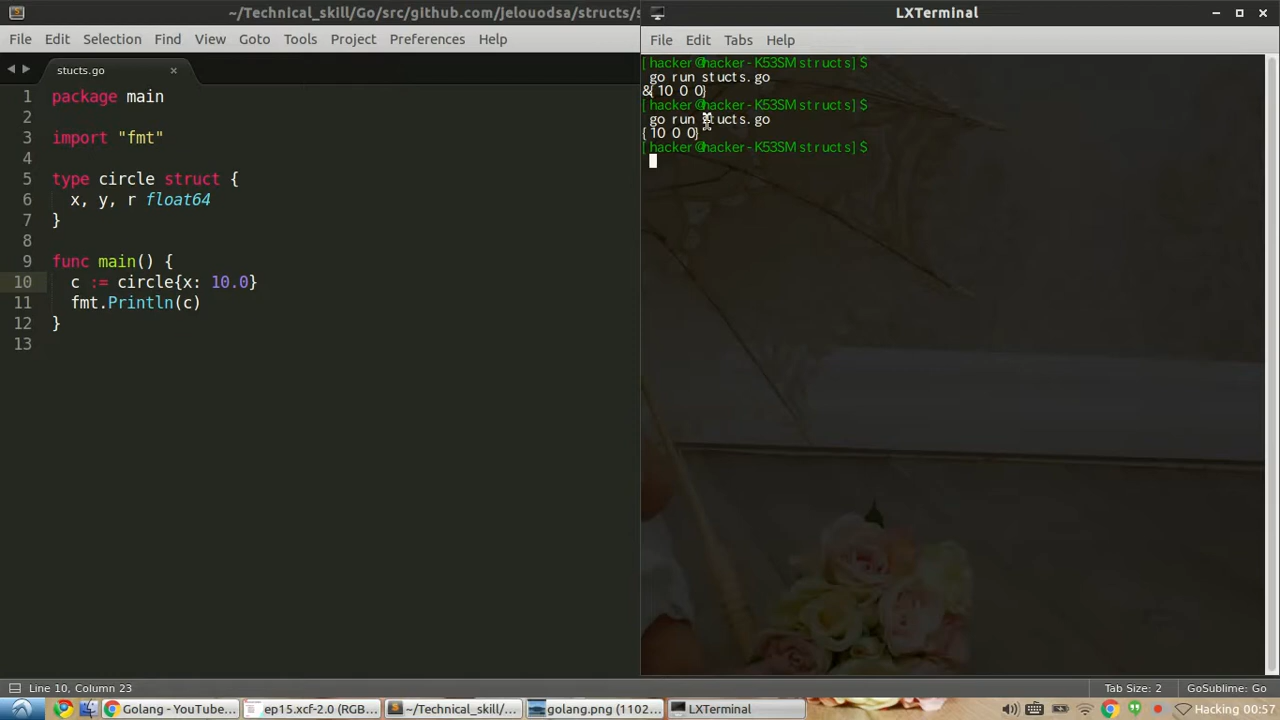 ~/Technical_skill/Go/src/github.com/jelouodsa/structs/s
File Edit Selection Find View Goto Tools Project Preferences Help
stucts.go
1 package main
2
3 import "fmt"
4
5 type circle struct {
6 x, y, r float64
7 }
8
9 func main() {
10 c := circle{x: 10.0}
11 fmt.Println(c)
12 }
13
Line 10, Column 23
Tab Size: 2
GoSublime: Go
LXTerminal
File Edit Tabs Help
[hacker@hacker-K53SM structs]$
go run stucts.go
&{10 0 0}
[hacker@hacker-K53SM structs]$
go run stucts.go
{10 0 0}
[hacker@hacker-K53SM structs]$
Golang - YouTube...
ep15.xcf-2.0 (RGB...
~/Technical_skill/...
golang.png (1102...
LXTerminal
Hacking 00:57